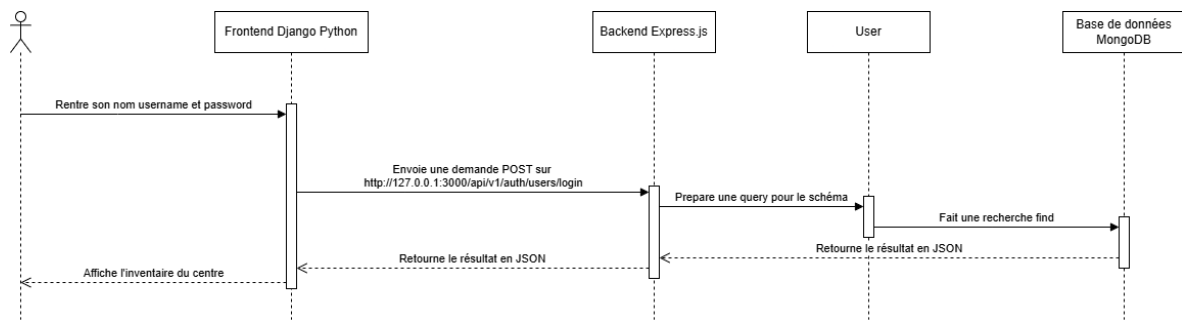 Frontend Django Python
Backend Express.js
User
Base de données
MongoDB
Rentre son nom username et password
Envoie une demande POST sur
http://127.0.0.1:3000/api/v1/auth/users/login
Prepare une query pour le schéma
Fait une recherche find
Retourne le résultat en JSON
Retourne le résultat en JSON
Affiche l'inventaire du centre